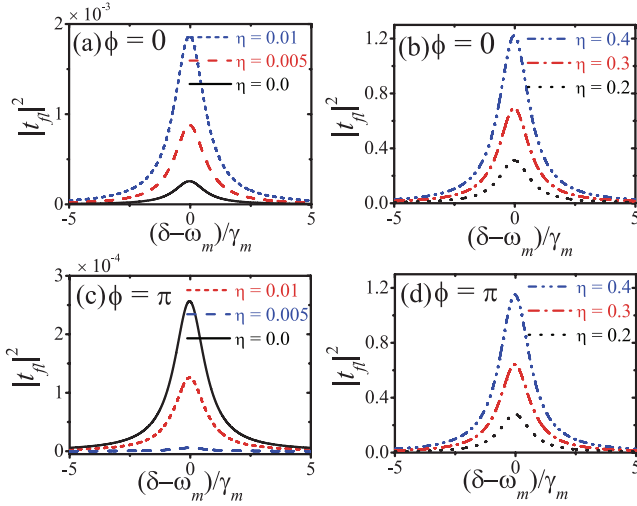 × 10⁻³
(a) ϕ = 0
η = 0.01
η = 0.005
η = 0.0
|t_fl|²
2
1
0
-5 0 5
(δ−ω_m)/γ_m
(b) ϕ = 0
η = 0.4
η = 0.3
η = 0.2
|t_fl|²
1.2
0.8
0.4
0.0
-5 0 5
(δ−ω_m)/γ_m
× 10⁻⁴
(c) ϕ = π
η = 0.01
η = 0.005
η = 0.0
|t_fl|²
3
2
1
0
-5 0 5
(δ−ω_m)/γ_m
(d) ϕ = π
η = 0.4
η = 0.3
η = 0.2
|t_fl|²
1.2
0.8
0.4
0.0
-5 0 5
(δ−ω_m)/γ_m